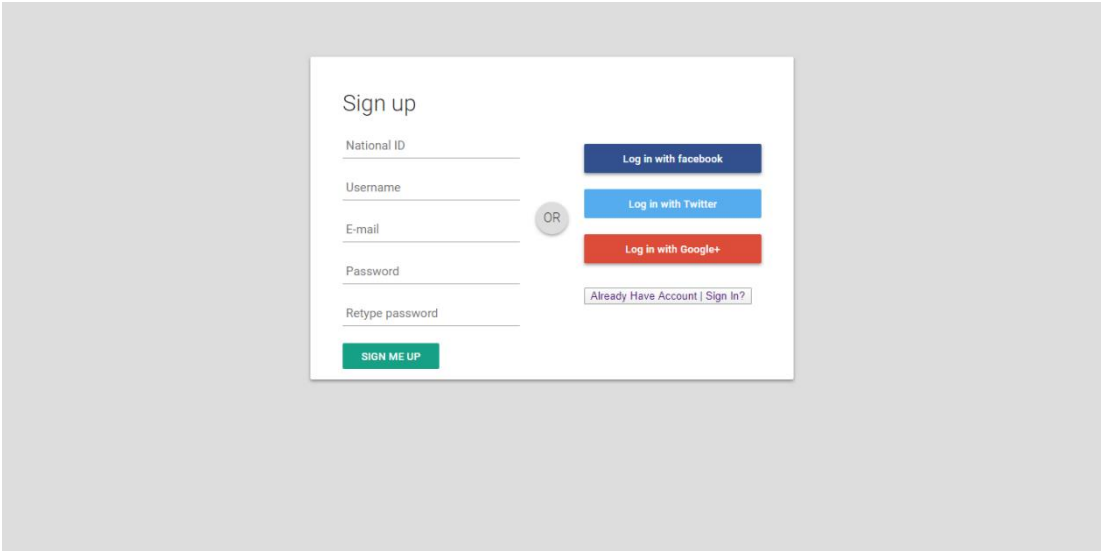 Sign up
National ID
Username
E-mail
Password
Retype password
SIGN ME UP
OR
Log in with facebook
Log in with Twitter
Log in with Google+
Already Have Account | Sign In?